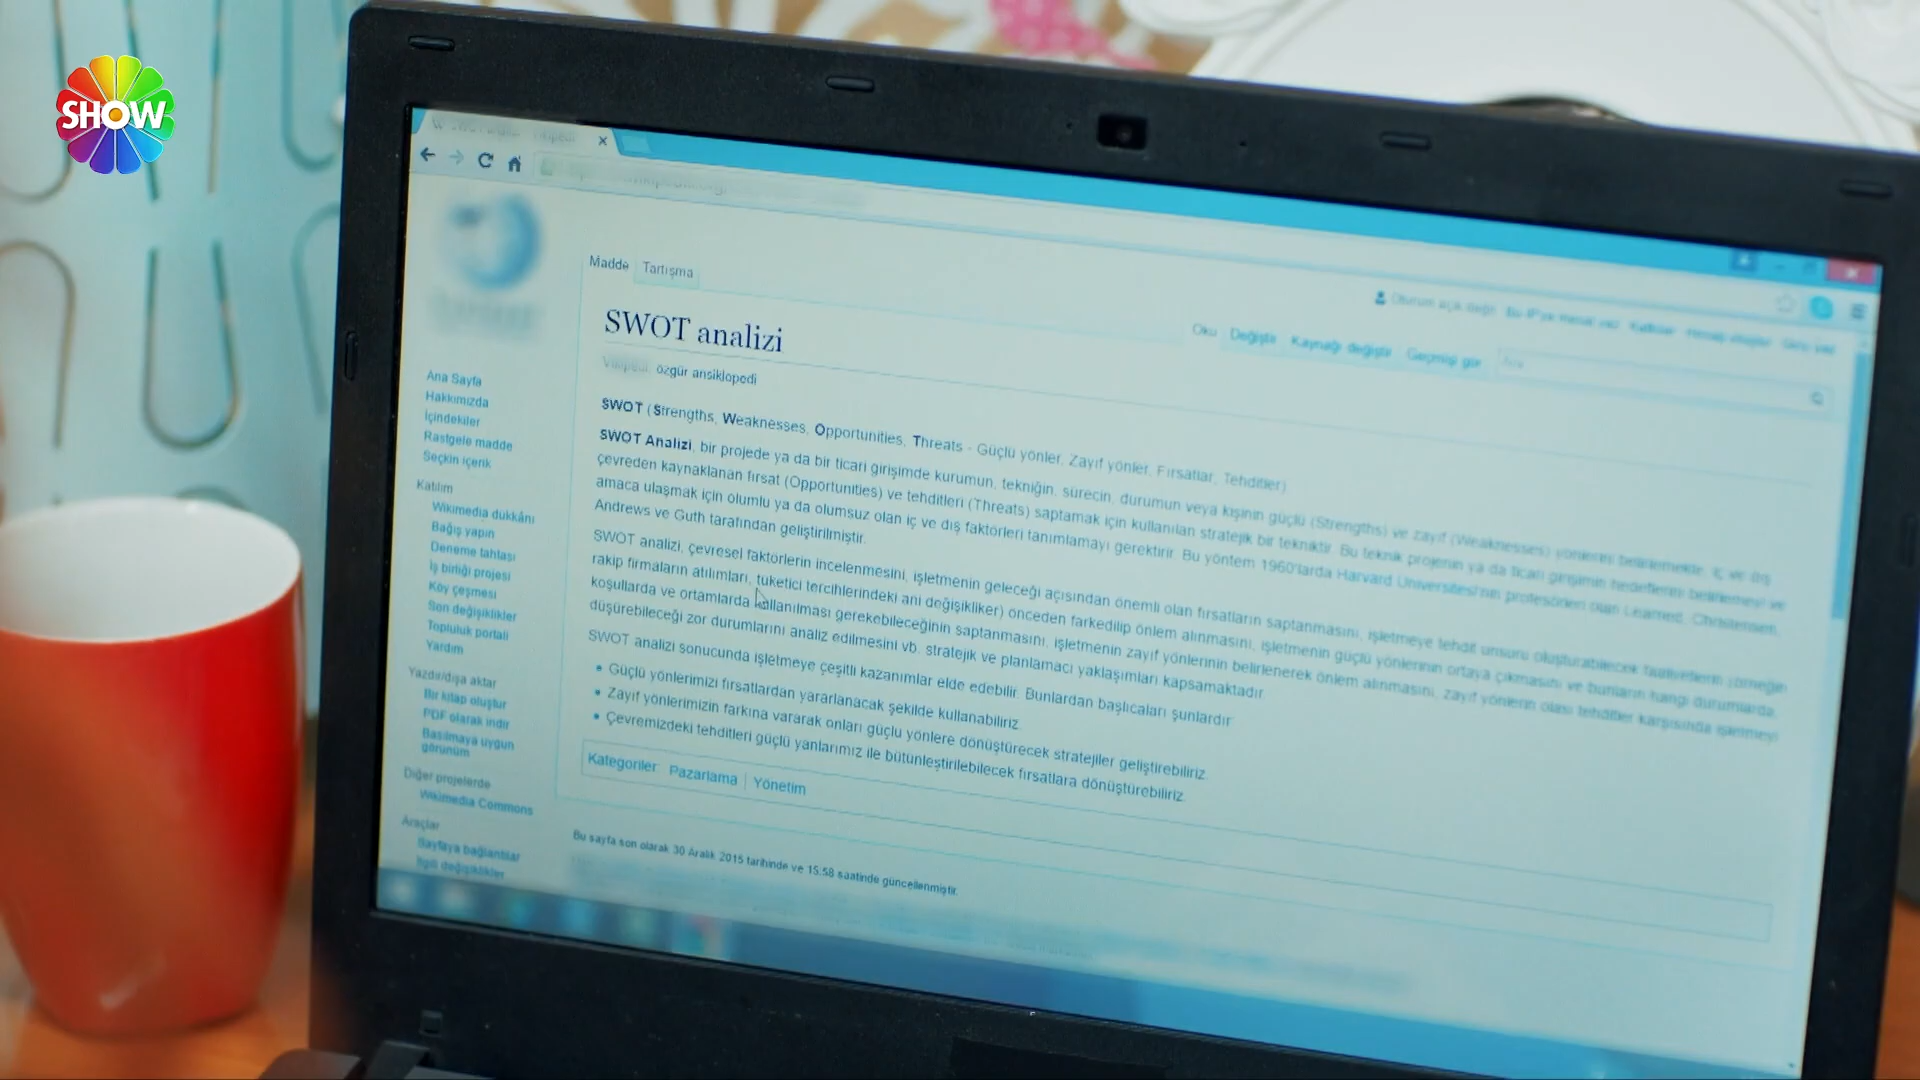 SHOW
Madde Tartışma
Oku Değiştir Kaynağı değiştir Geçmişi gör
SWOT analizi
özgür ansiklopedi
SWOT (Strengths, Weaknesses, Opportunities, Threats - Güçlü yönler, Zayıf yönler, Fırsatlar, Tehditler)
SWOT Analizi, bir projede ya da bir ticari girişimde kurumun, tekniğin, sürecin, durumun veya kişinin güçlü (Strengths) ve zayıf (Weaknesses) yönlerini belirlemekte, iç ve dış
çevreden kaynaklanan fırsat (Opportunities) ve tehditleri (Threats) saptamak için kullanılan stratejik bir tekniktir. Bu teknik projenin ya da ticari girişimin hedeflerini belirlemeyi ve
amaca ulaşmak için olumlu ya da olumsuz olan iç ve dış faktörleri tanımlamayı gerektirir. Bu yöntem 1960'larda Harvard Üniversitesi'nin profesörleri olan Learned, Christensen,
Andrews ve Guth tarafından geliştirilmiştir.
SWOT analizi, çevresel faktörlerin incelenmesini, işletmenin geleceği açısından önemli olan fırsatların saptanmasını, işletmeye tehdit unsuru oluşturabilecek faaliyetlerin (örneğin
rakip firmaların atılımları, tüketici tercihlerindeki ani değişikliker) önceden farkedilip önlem alınmasını, işletmenin güçlü yönlerinin ortaya çıkmasını ve bunların hangi durumlarda,
koşullarda ve ortamlarda kullanılması gerekebileceğinin saptanmasını, işletmenin zayıf yönlerinin belirlenerek önlem alınmasını, zayıf yönlerin olası tehditler karşısında işletmeyi
düşürebileceği zor durumlarını analiz edilmesini vb. stratejik ve planlamacı yaklaşımları kapsamaktadır.
SWOT analizi sonucunda işletmeye çeşitli kazanımlar elde edebilir. Bunlardan başlıcaları şunlardır
• Güçlü yönlerimizi fırsatlardan yararlanacak şekilde kullanabiliriz.
• Zayıf yönlerimizin farkına vararak onları güçlü yönlere dönüştürecek stratejiler geliştirebiliriz.
• Çevremizdeki tehditleri güçlü yanlarımız ile bütünleştirilebilecek fırsatlara dönüştürebiliriz.
Kategoriler: Pazarlama | Yönetim
Bu sayfa son olarak 30 Aralık 2015 tarihinde ve 15:58 saatinde güncellenmiştir.
Ana Sayfa
Hakkımızda
İçindekiler
Rastgele madde
Seçkin içerik
Katılım
Wikimedia dükkânı
Bağış yapın
Deneme tahtası
İş birliği projesi
Köy çeşmesi
Son değişiklikler
Topluluk portali
Yardım
Yazdır/dışa aktar
Bir kitap oluştur
PDF olarak indir
Basılmaya uygun
görünüm
Diğer projelerde
Wikimedia Commons
Araçlar
Sayfaya bağlantılar
İlgili değişiklikler